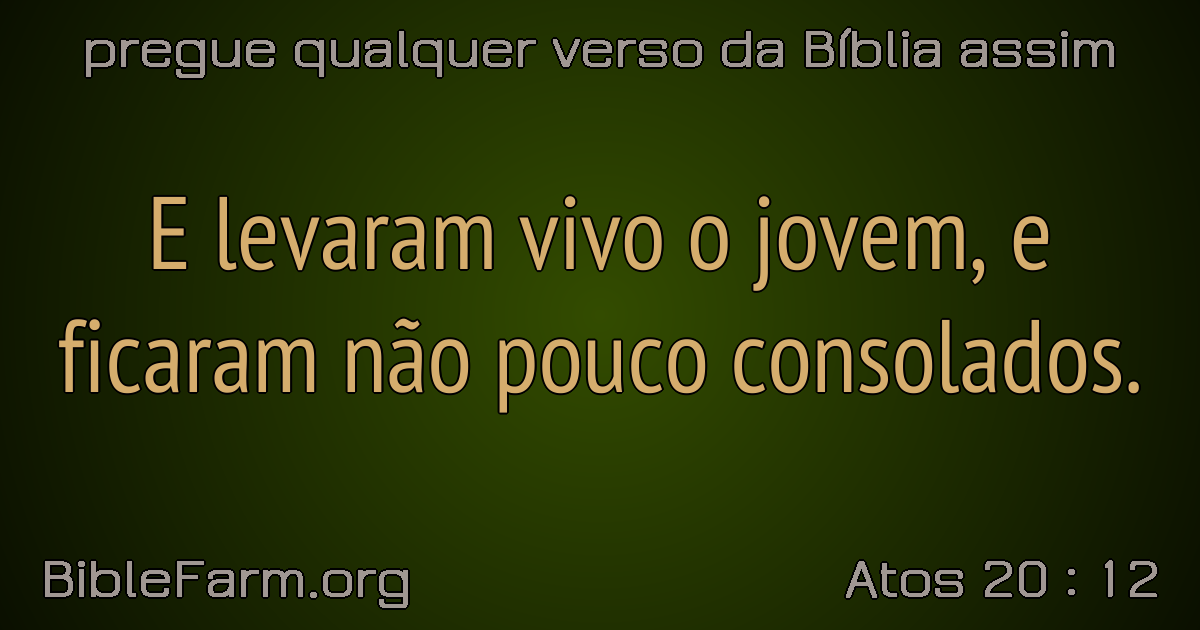 pregue qualquer verso da Bíblia assim
E levaram vivo o jovem, e
ficaram não pouco consolados.
BibleFarm.org
Atos 20 : 12